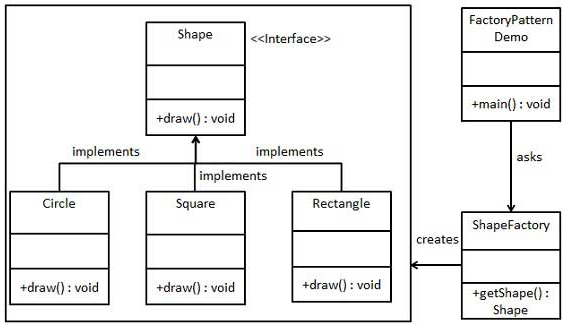 Shape
<<Interface>>
+draw() : void
implements
implements
implements
Circle
+draw() : void
Square
+draw() : void
Rectangle
+draw() : void
FactoryPattern
Demo
+main() : void
asks
ShapeFactory
+getShape() :
Shape
creates